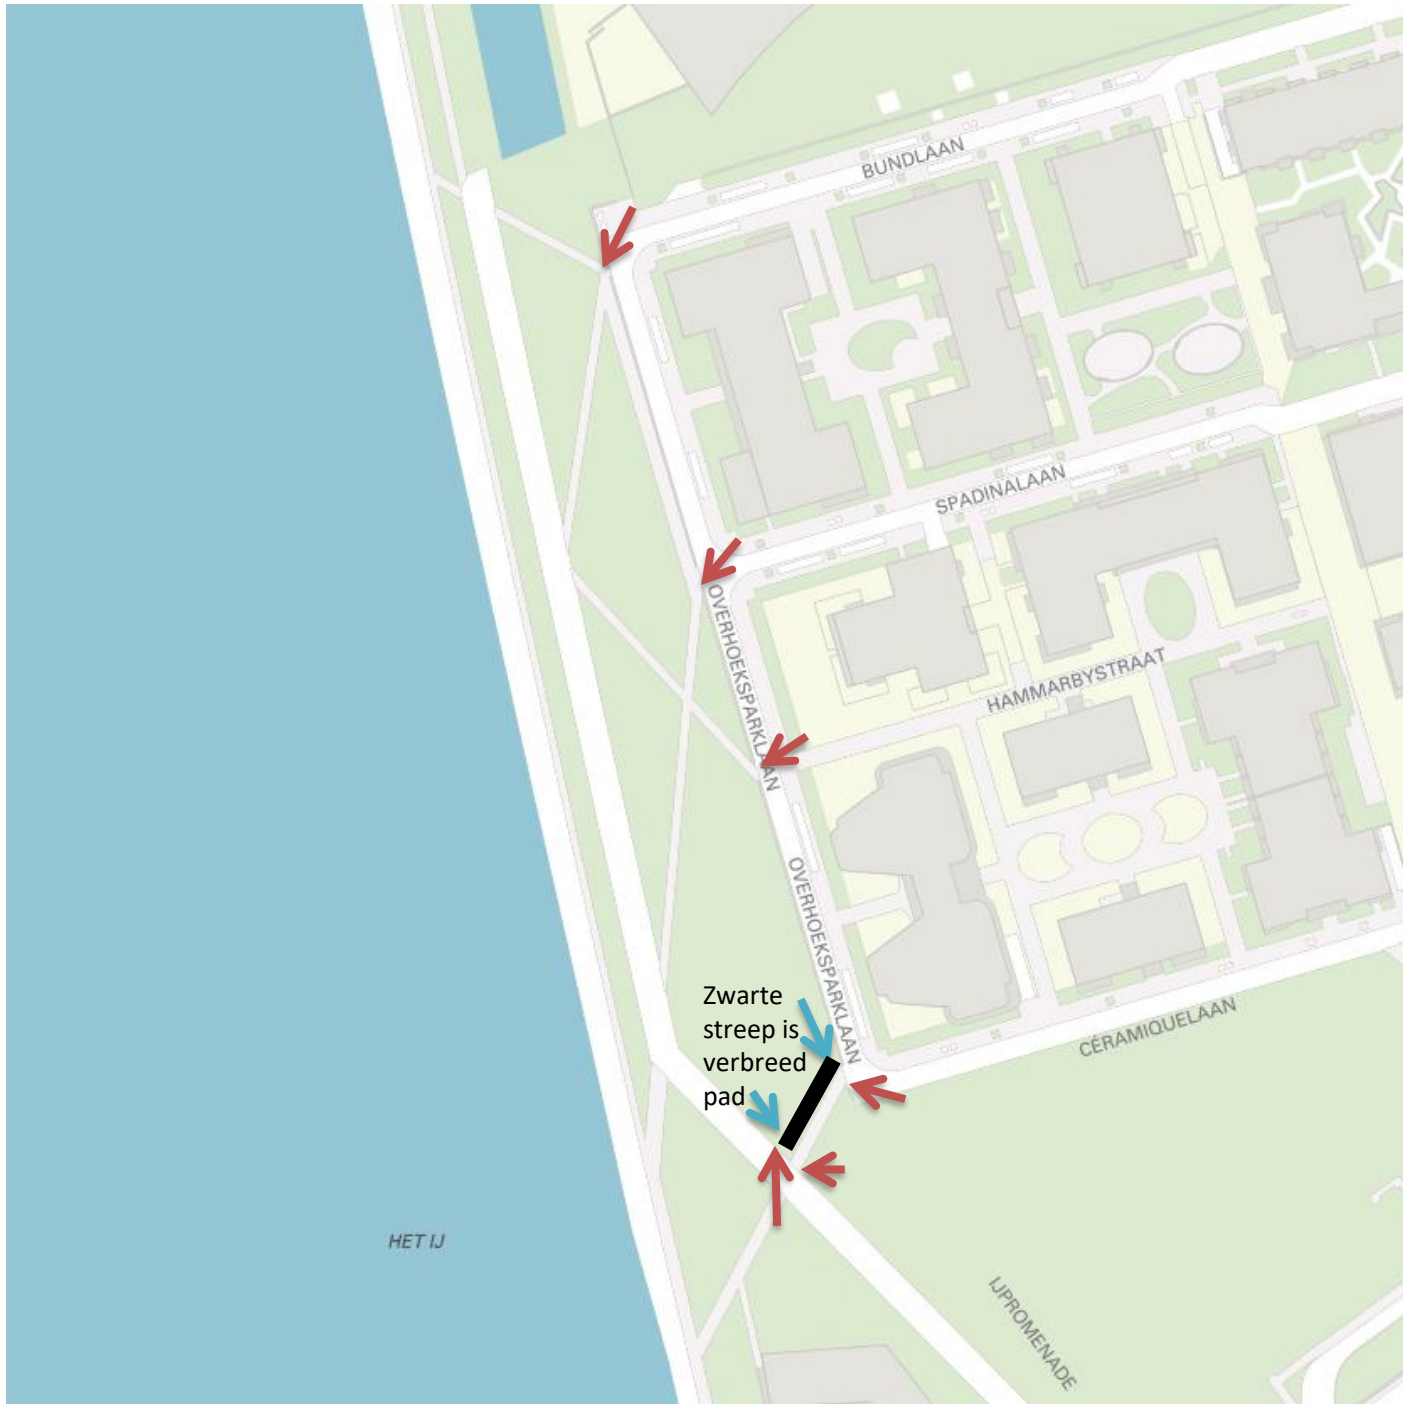 BUNDLAAN
SPADINALAAN
OVERHOEKSPARKLAAN
HAMMARBYSTRAAT
OVERHOEKSPARKLAAN
Zwarte
streep is
verbreed
pad
CÉRAMIQUELAAN
HET IJ
IJPROMENADE